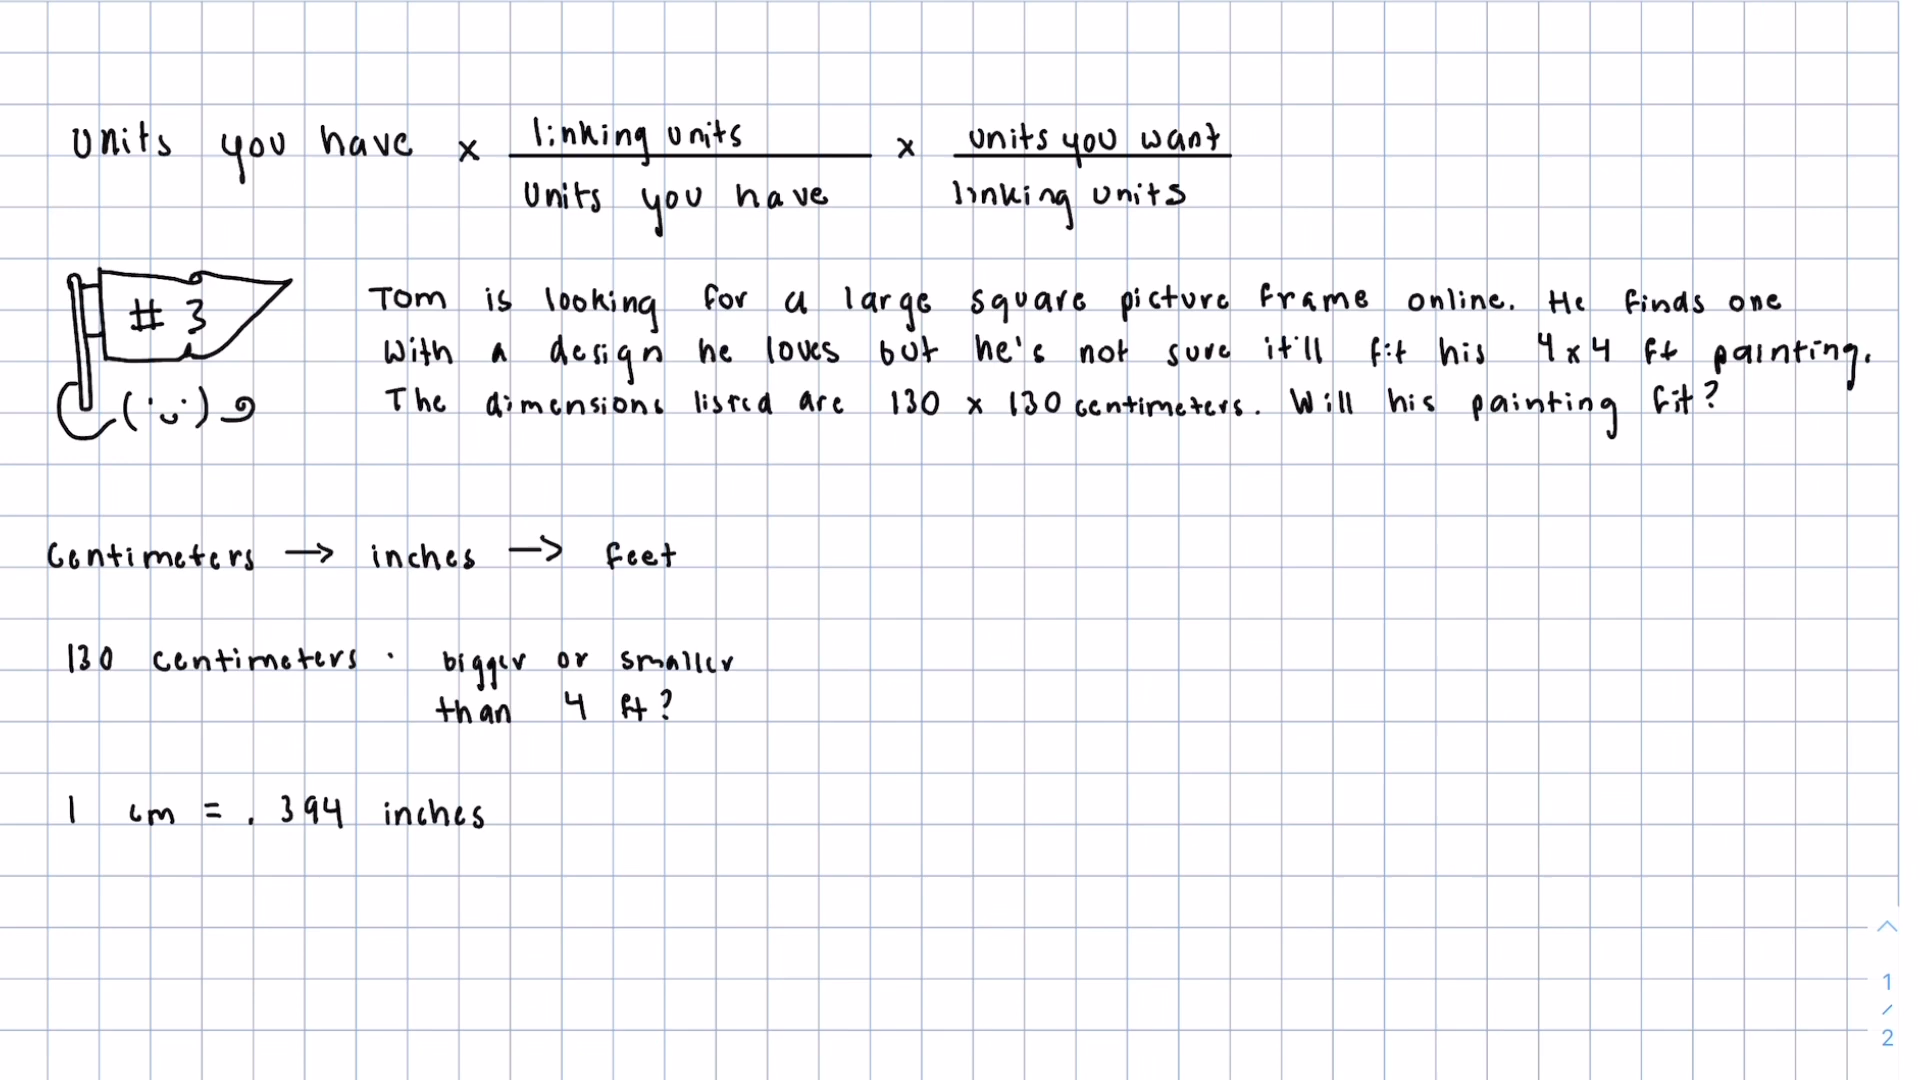 units you have x linking units / units you have x units you want / linking units
# 3
Tom is looking for a large square picture frame online. He finds one
with a design he loves but he's not sure it'll fit his 4x4 ft painting.
The dimensions listed are 130 x 130 centimeters. Will his painting fit?
centimeters → inches → feet
130 centimeters · bigger or smaller
than 4 ft?
1 cm = .394 inches
1
/
2